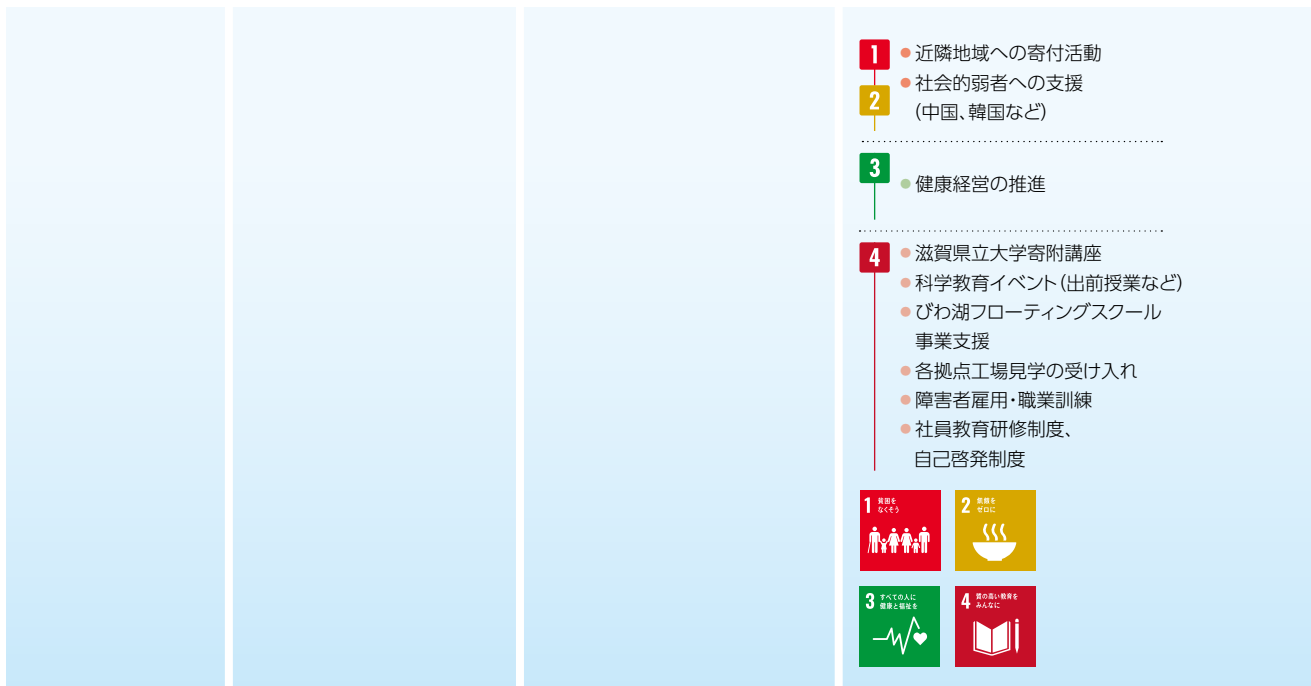 1
近隣地域への寄付活動
2
社会的弱者への支援
(中国、韓国など)
3
健康経営の推進
4
滋賀県立大学寄附講座
科学教育イベント(出前授業など)
びわ湖フローティングスクール
事業支援
各拠点工場見学の受け入れ
障害者雇用・職業訓練
社員教育研修制度、
自己啓発制度
1 貧困を
なくそう
2 飢餓を
ゼロに
3 すべての人に
健康と福祉を
4 質の高い教育を
みんなに